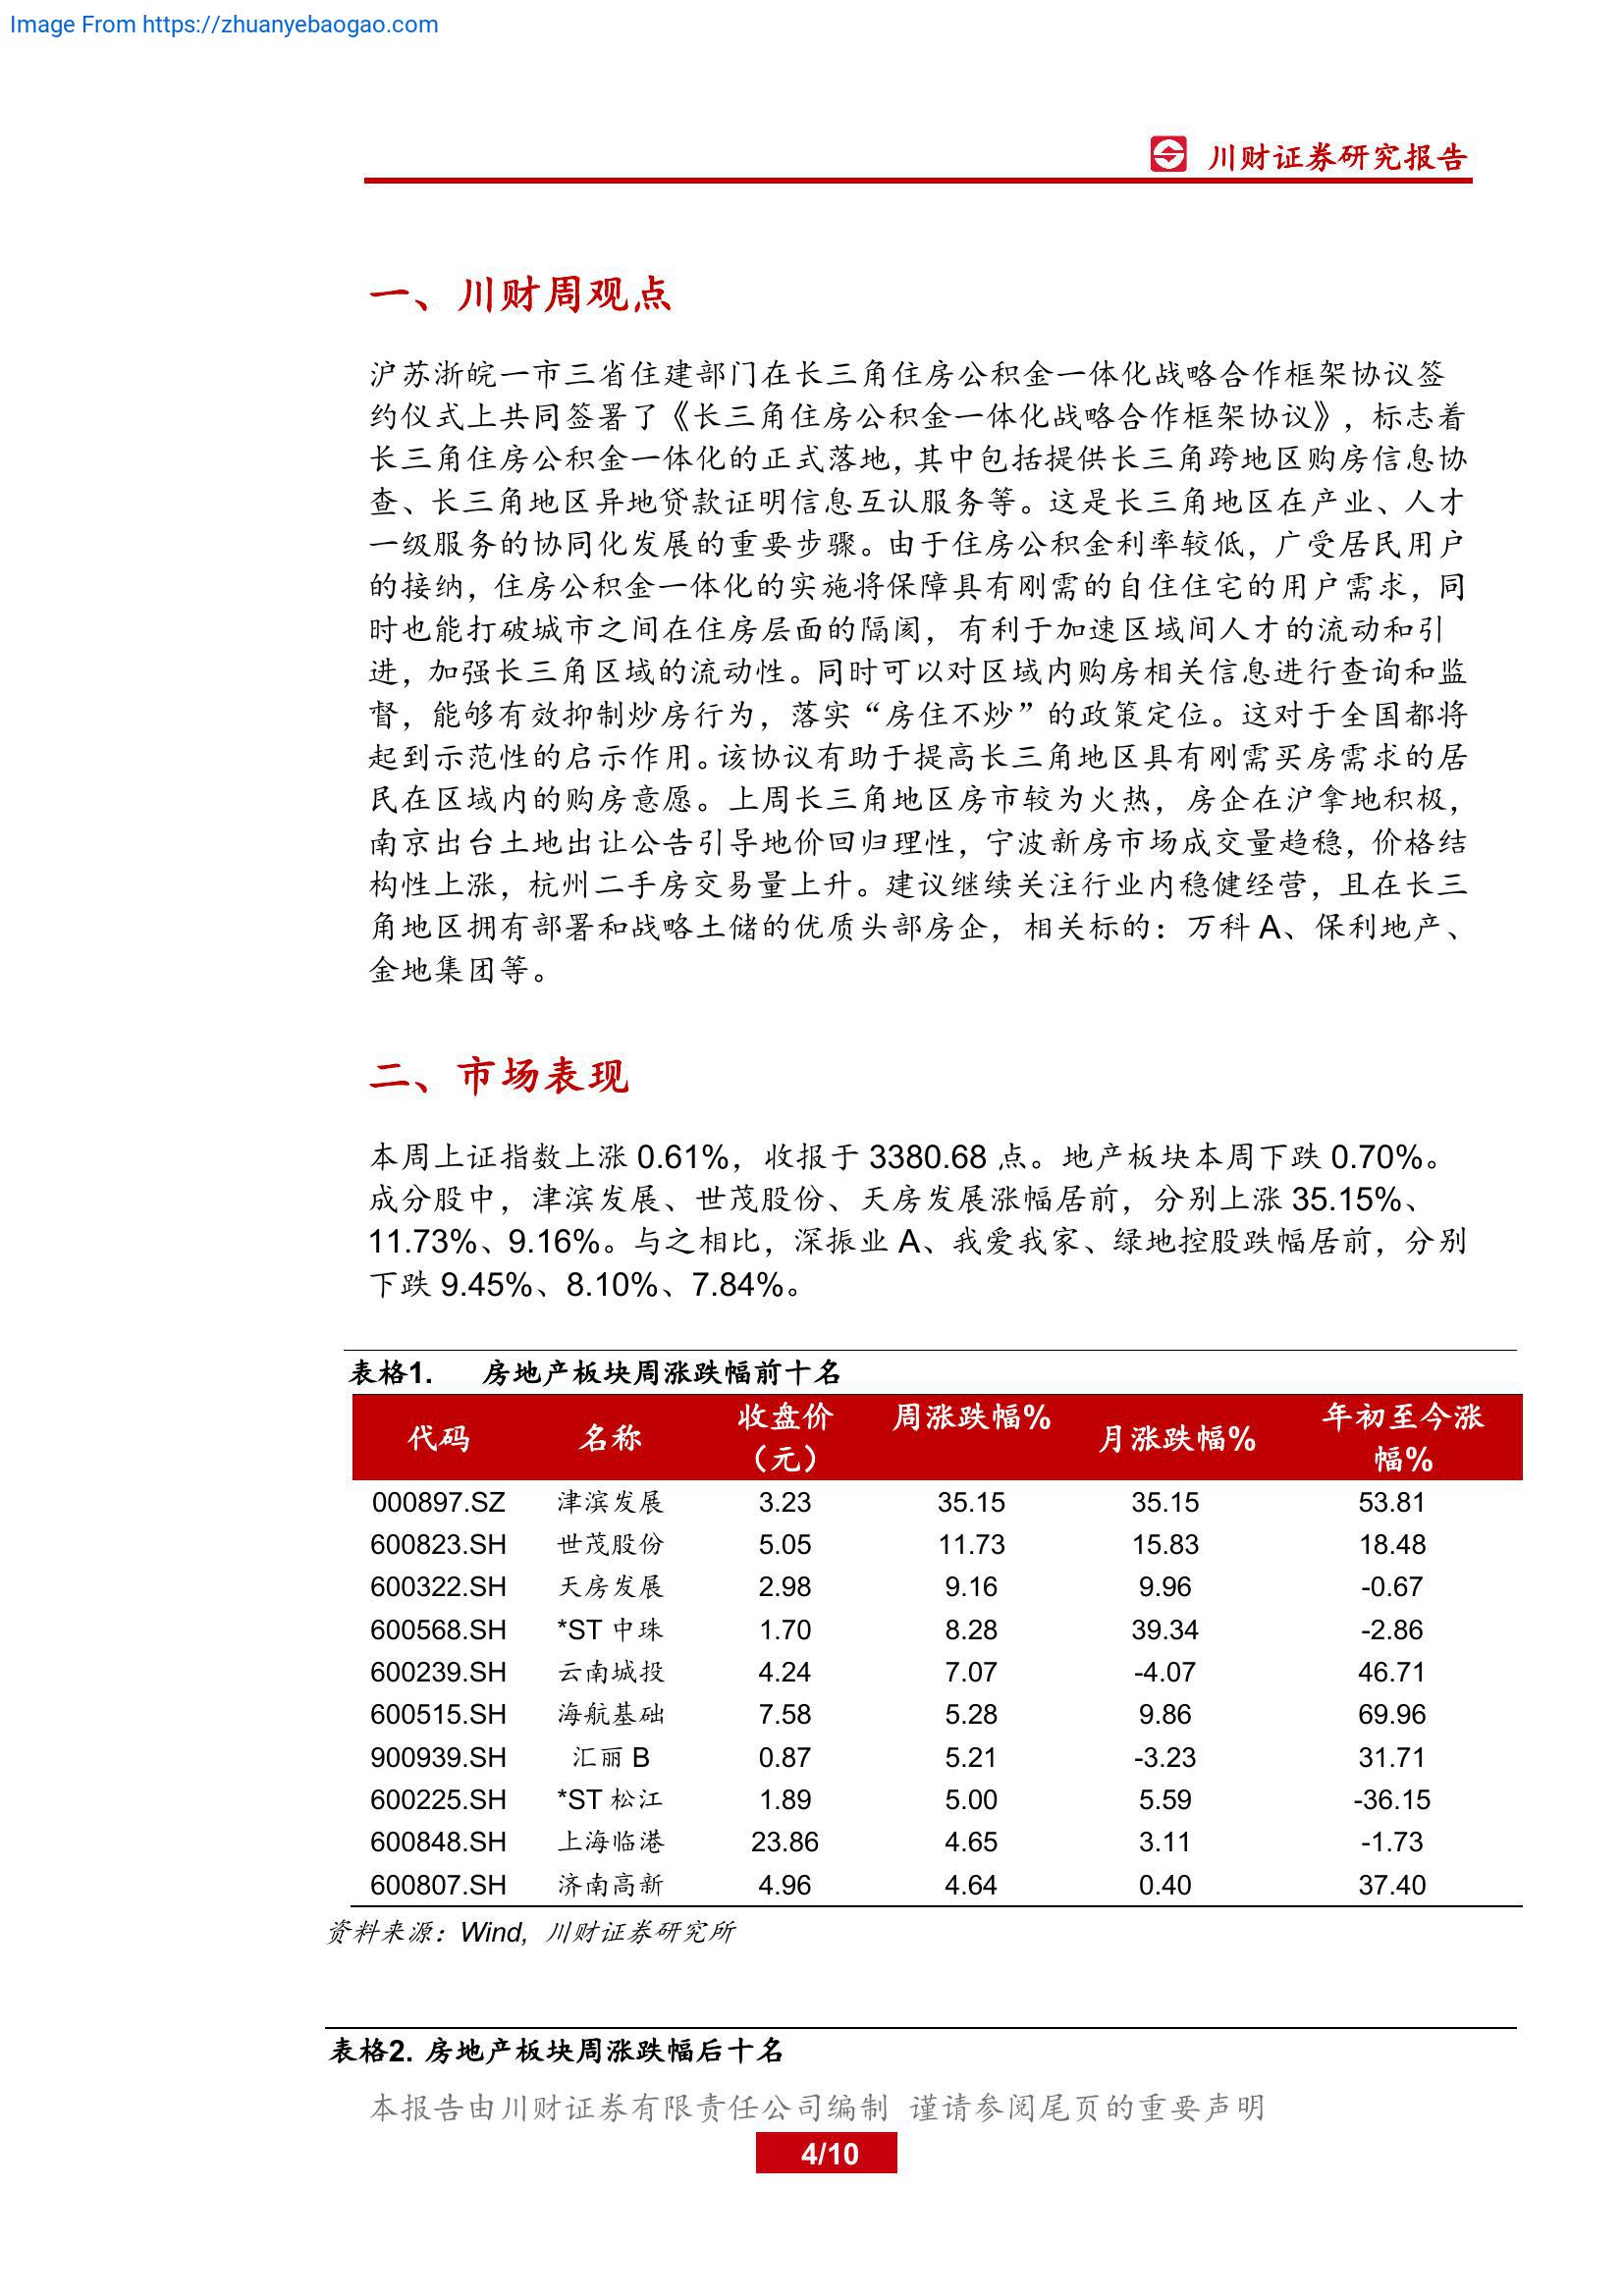 Image From https://zhuanyebaogao.com
川财证券研究报告
一、川财周观点
沪苏浙皖一市三省住建部门在长三角住房公积金一体化战略合作框架协议签
约仪式上共同签署了《长三角住房公积金一体化战略合作框架协议》，标志着
长三角住房公积金一体化的正式落地，其中包括提供长三角跨地区购房信息协
查、长三角地区异地贷款证明信息互认服务等。这是长三角地区在产业、人才
一级服务的协同化发展的重要步骤。由于住房公积金利率较低，广受居民用户
的接纳，住房公积金一体化的实施将保障具有刚需的自住住宅的用户需求，同
时也能打破城市之间在住房层面的隔阂，有利于加速区域间人才的流动和引
进，加强长三角区域的流动性。同时可以对区域内购房相关信息进行查询和监
督，能够有效抑制炒房行为，落实“房住不炒”的政策定位。这对于全国都将
起到示范性的启示作用。该协议有助于提高长三角地区具有刚需买房需求的居
民在区域内的购房意愿。上周长三角地区房市较为火热，房企在沪拿地积极，
南京出台土地出让公告引导地价回归理性，宁波新房市场成交量趋稳，价格结
构性上涨，杭州二手房交易量上升。建议继续关注行业内稳健经营，且在长三
角地区拥有部署和战略土储的优质头部房企，相关标的：万科 A、保利地产、
金地集团等。
二、市场表现
本周上证指数上涨 0.61%，收报于 3380.68 点。地产板块本周下跌 0.70%。
成分股中，津滨发展、世茂股份、天房发展涨幅居前，分别上涨 35.15%、
11.73%、9.16%。与之相比，深振业 A、我爱我家、绿地控股跌幅居前，分别
下跌 9.45%、8.10%、7.84%。
表格1. 房地产板块周涨跌幅前十名
代码 名称 收盘价（元） 周涨跌幅% 月涨跌幅% 年初至今涨幅%
000897.SZ 津滨发展 3.23 35.15 35.15 53.81
600823.SH 世茂股份 5.05 11.73 15.83 18.48
600322.SH 天房发展 2.98 9.16 9.96 -0.67
600568.SH *ST 中珠 1.70 8.28 39.34 -2.86
600239.SH 云南城投 4.24 7.07 -4.07 46.71
600515.SH 海航基础 7.58 5.28 9.86 69.96
900939.SH 汇丽 B 0.87 5.21 -3.23 31.71
600225.SH *ST 松江 1.89 5.00 5.59 -36.15
600848.SH 上海临港 23.86 4.65 3.11 -1.73
600807.SH 济南高新 4.96 4.64 0.40 37.40
资料来源：Wind，川财证券研究所
表格2. 房地产板块周涨跌幅后十名
本报告由川财证券有限责任公司编制 谨请参阅尾页的重要声明
4/10